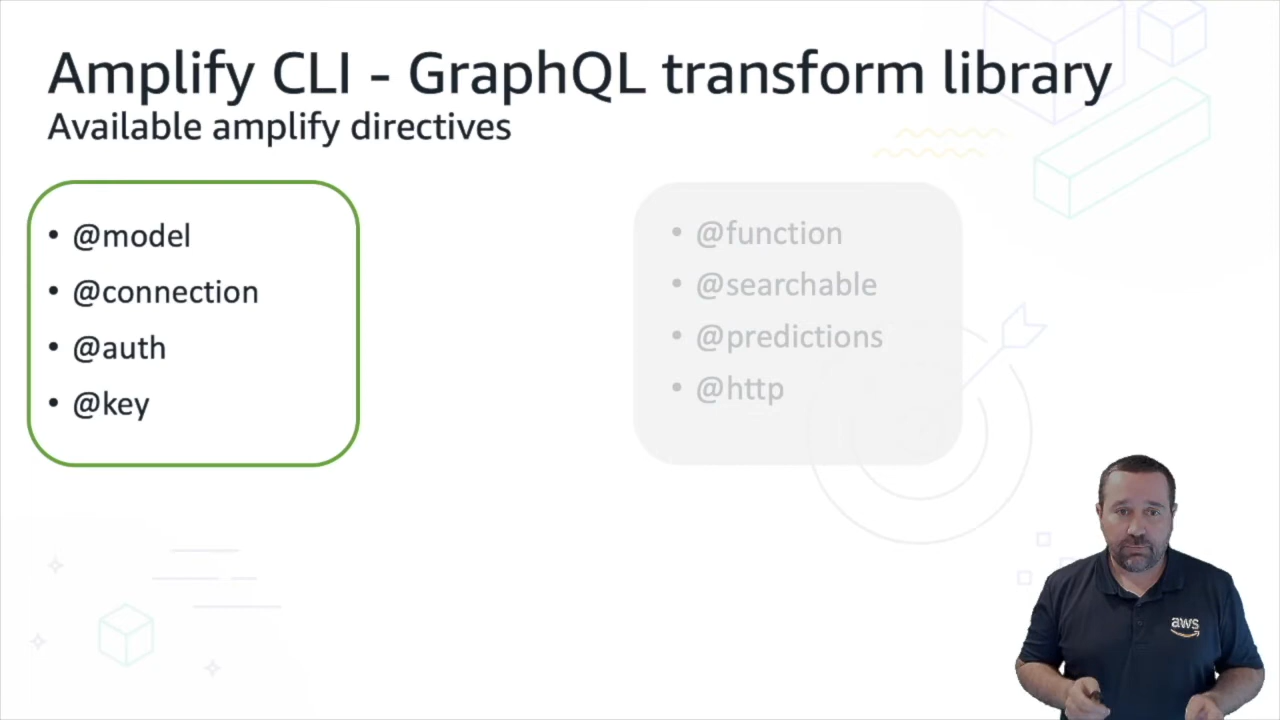 Amplify CLI - GraphQL transform library
Available amplify directives
• @model
• @connection
• @auth
• @key
• @function
• @searchable
• @predictions
• @http
aws